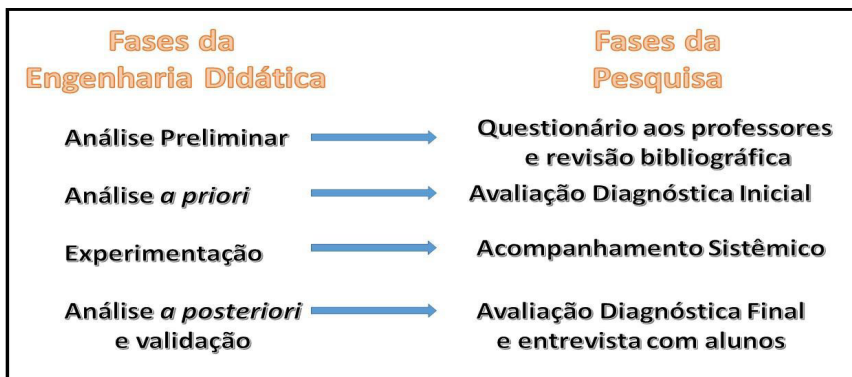 Fases da
Engenharia Didática
Fases da
Pesquisa
Análise Preliminar
Questionário aos professores
e revisão bibliográfica
Análise a priori
Avaliação Diagnóstica Inicial
Experimentação
Acompanhamento Sistêmico
Análise a posteriori
e validação
Avaliação Diagnóstica Final
e entrevista com alunos